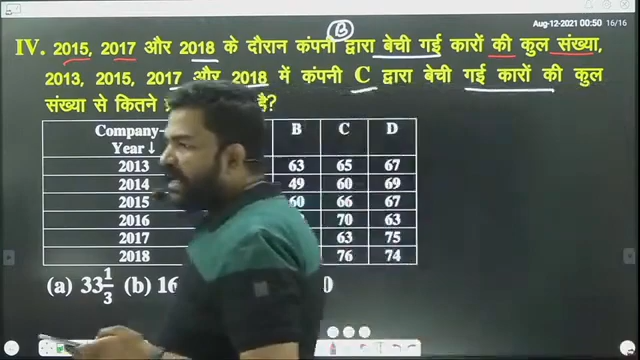 Aug-12-2021 00:50 16/16
B
IV. 2015, 2017 और 2018 के दौरान कंपनी द्वारा बेची गई कारों की कुल संख्या,
2013, 2015, 2017 और 2018 में कंपनी C द्वारा बेची गई कारों की कुल
संख्या से कितने है?
Company B C D
Year↓
2013 63 65 67
2014 49 60 69
2015 60 66 67
2016 70 63
2017 63 75
2018 76 74
(a) 33 1/3 (b) 16